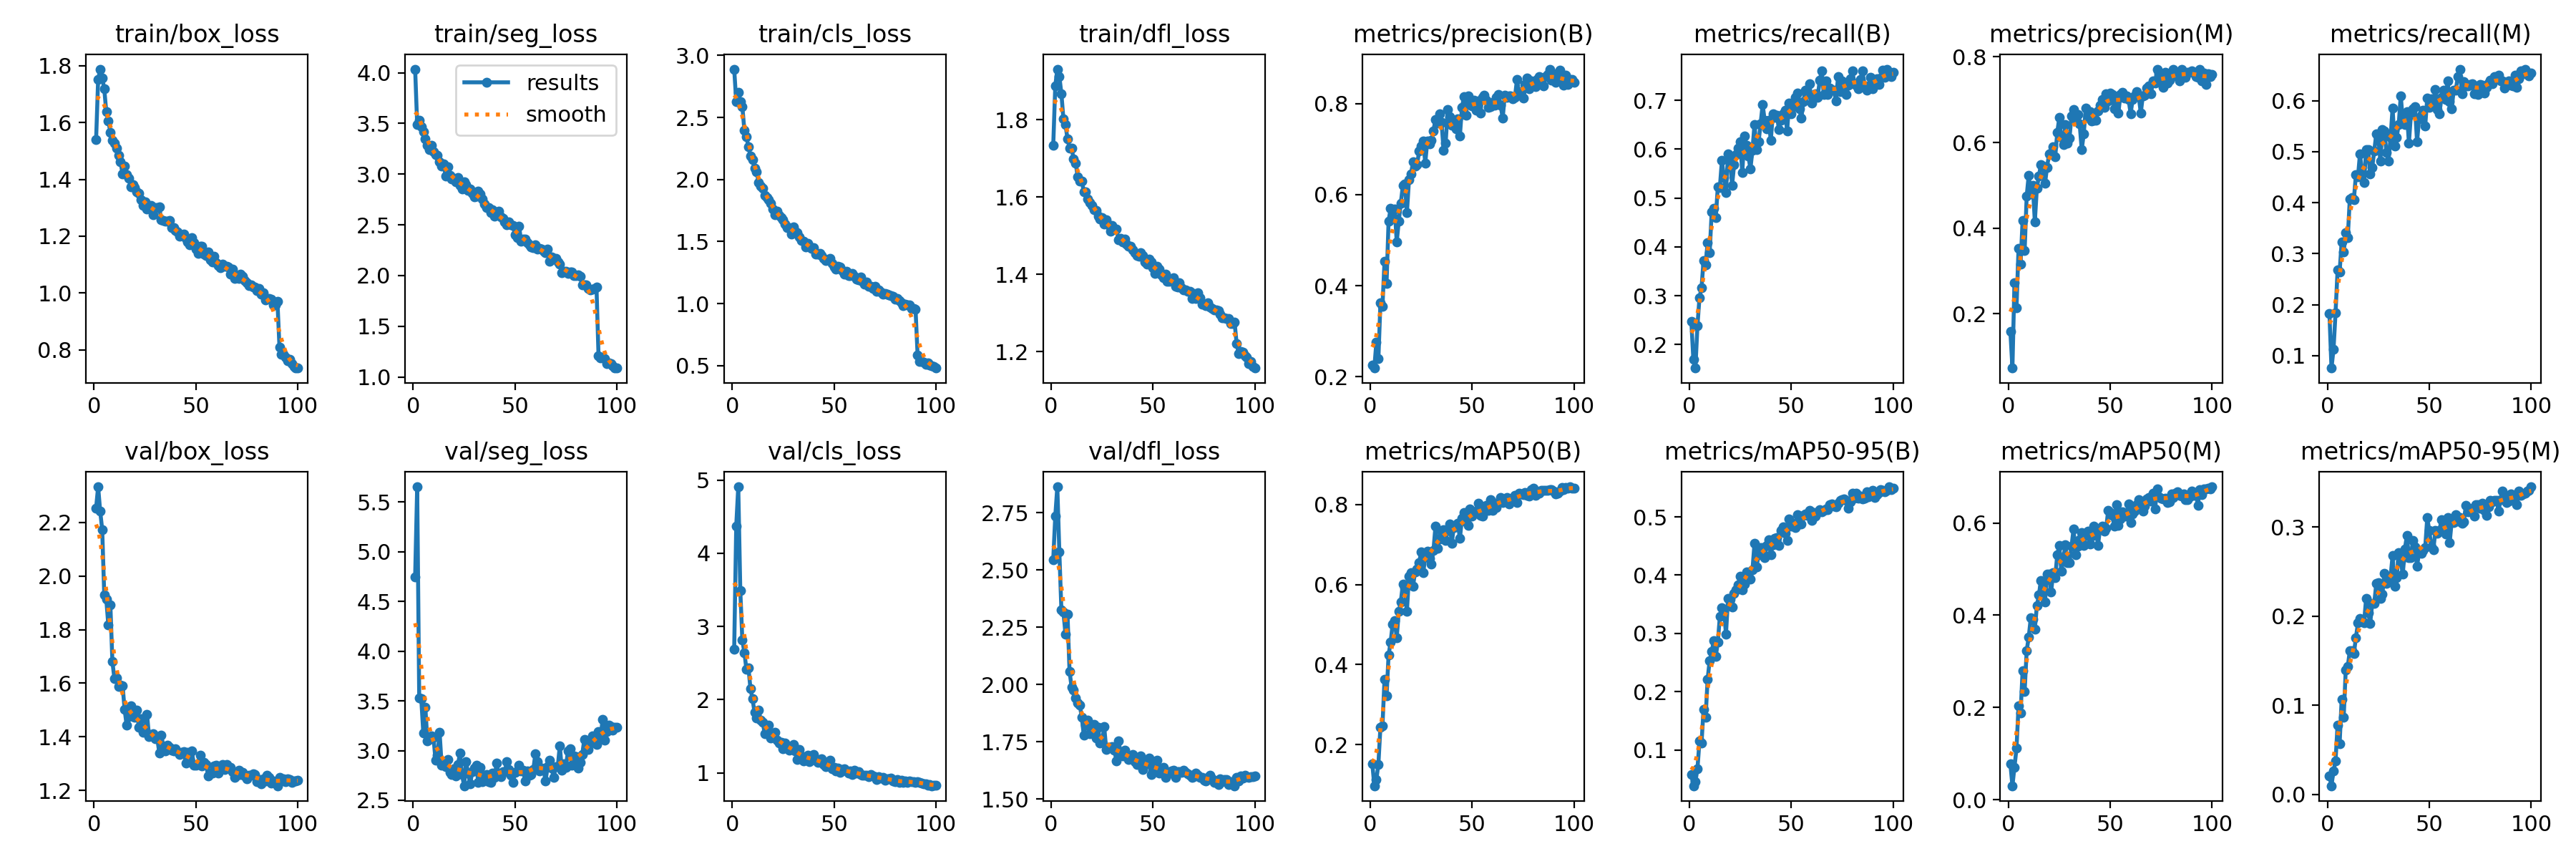 train/box_loss
train/seg_loss
train/cls_loss
train/dfl_loss
metrics/precision(B)
metrics/recall(B)
metrics/precision(M)
metrics/recall(M)
1.8
1.6
1.4
1.2
1.0
0.8
0 50 100
results
smooth
4.0
3.5
3.0
2.5
2.0
1.5
1.0
0 50 100
3.0
2.5
2.0
1.5
1.0
0.5
0 50 100
1.8
1.6
1.4
1.2
0 50 100
0.8
0.6
0.4
0.2
0 50 100
0.7
0.6
0.5
0.4
0.3
0.2
0 50 100
0.8
0.6
0.4
0.2
0 50 100
0.6
0.5
0.4
0.3
0.2
0.1
0 50 100
val/box_loss
val/seg_loss
val/cls_loss
val/dfl_loss
metrics/mAP50(B)
metrics/mAP50-95(B)
metrics/mAP50(M)
metrics/mAP50-95(M)
2.2
2.0
1.8
1.6
1.4
1.2
0 50 100
5.5
5.0
4.5
4.0
3.5
3.0
2.5
0 50 100
5
4
3
2
1
0 50 100
2.75
2.50
2.25
2.00
1.75
1.50
0 50 100
0.8
0.6
0.4
0.2
0 50 100
0.5
0.4
0.3
0.2
0.1
0 50 100
0.6
0.4
0.2
0.0
0 50 100
0.3
0.2
0.1
0.0
0 50 100